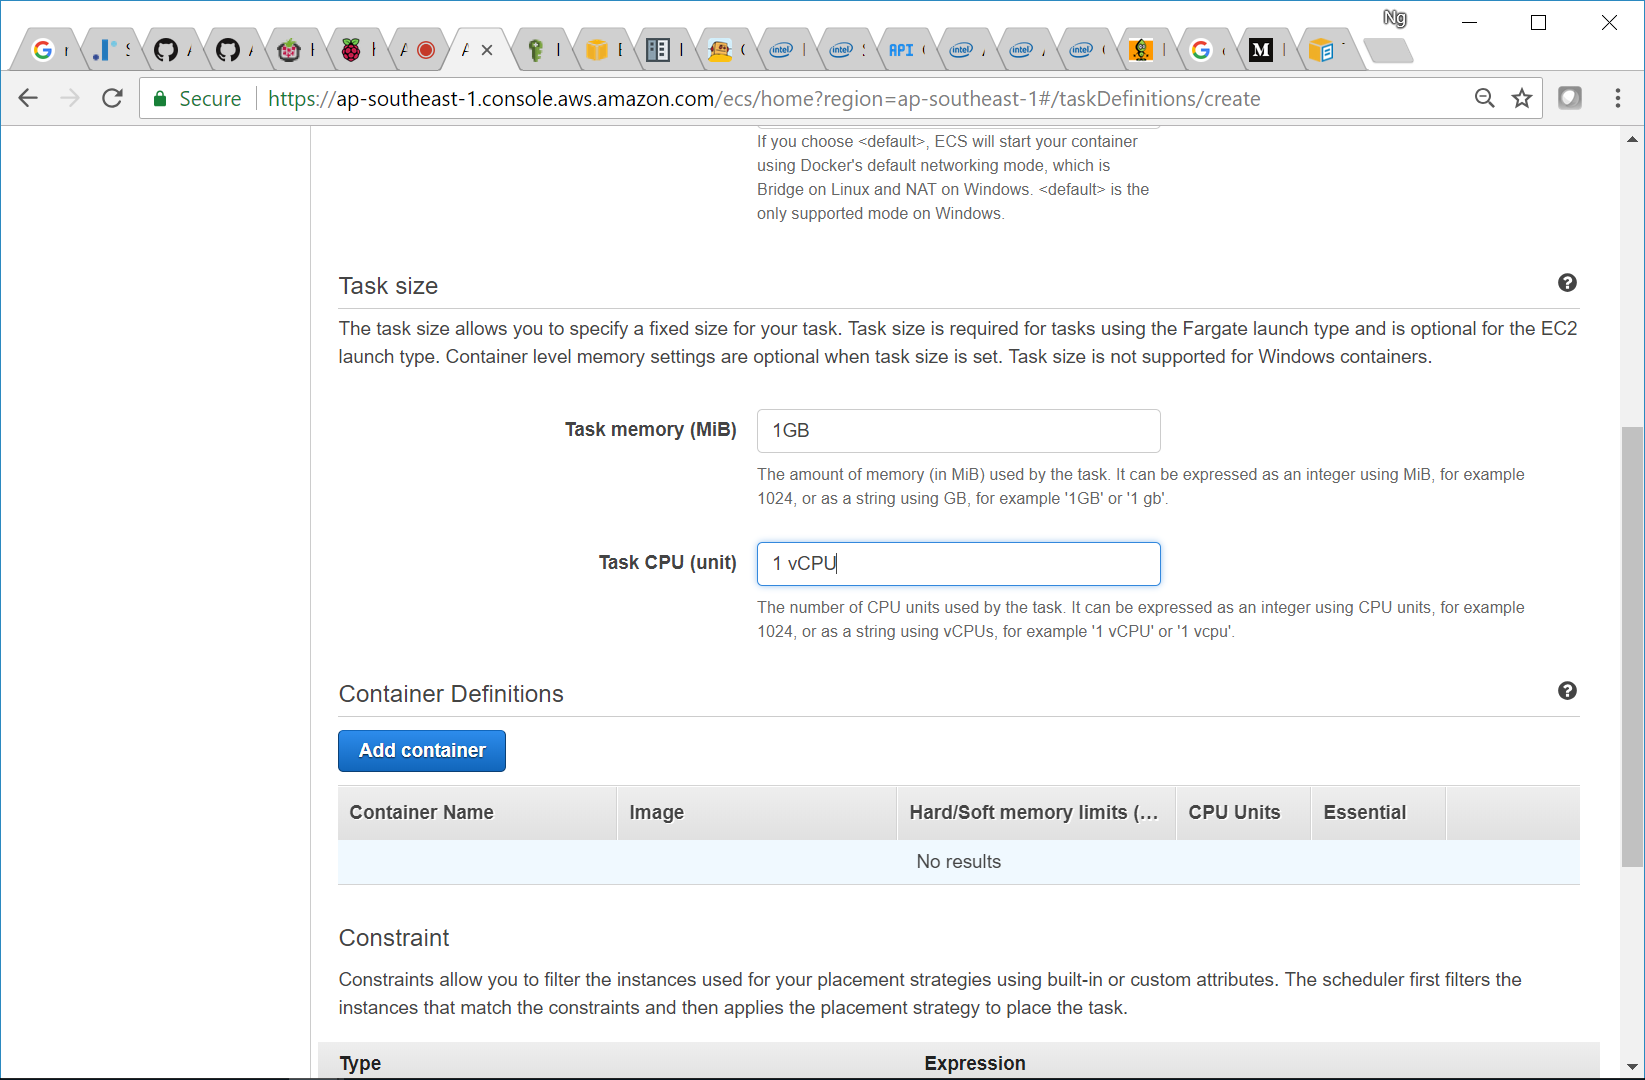 Ng
intel
intel
API
intel
intel
intel
M
Secure
https://ap-southeast-1.console.aws.amazon.com/ecs/home?region=ap-southeast-1#/taskDefinitions/create
If you choose <default>, ECS will start your container
using Docker's default networking mode, which is
Bridge on Linux and NAT on Windows. <default> is the
only supported mode on Windows.
Task size
The task size allows you to specify a fixed size for your task. Task size is required for tasks using the Fargate launch type and is optional for the EC2
launch type. Container level memory settings are optional when task size is set. Task size is not supported for Windows containers.
Task memory (MiB)
1GB
The amount of memory (in MiB) used by the task. It can be expressed as an integer using MiB, for example
1024, or as a string using GB, for example '1GB' or '1 gb'.
Task CPU (unit)
1 vCPU
The number of CPU units used by the task. It can be expressed as an integer using CPU units, for example
1024, or as a string using vCPUs, for example '1 vCPU' or '1 vcpu'.
Container Definitions
Add container
Container Name Image Hard/Soft memory limits (... CPU Units Essential
No results
Constraint
Constraints allow you to filter the instances used for your placement strategies using built-in or custom attributes. The scheduler first filters the
instances that match the constraints and then applies the placement strategy to place the task.
Type Expression